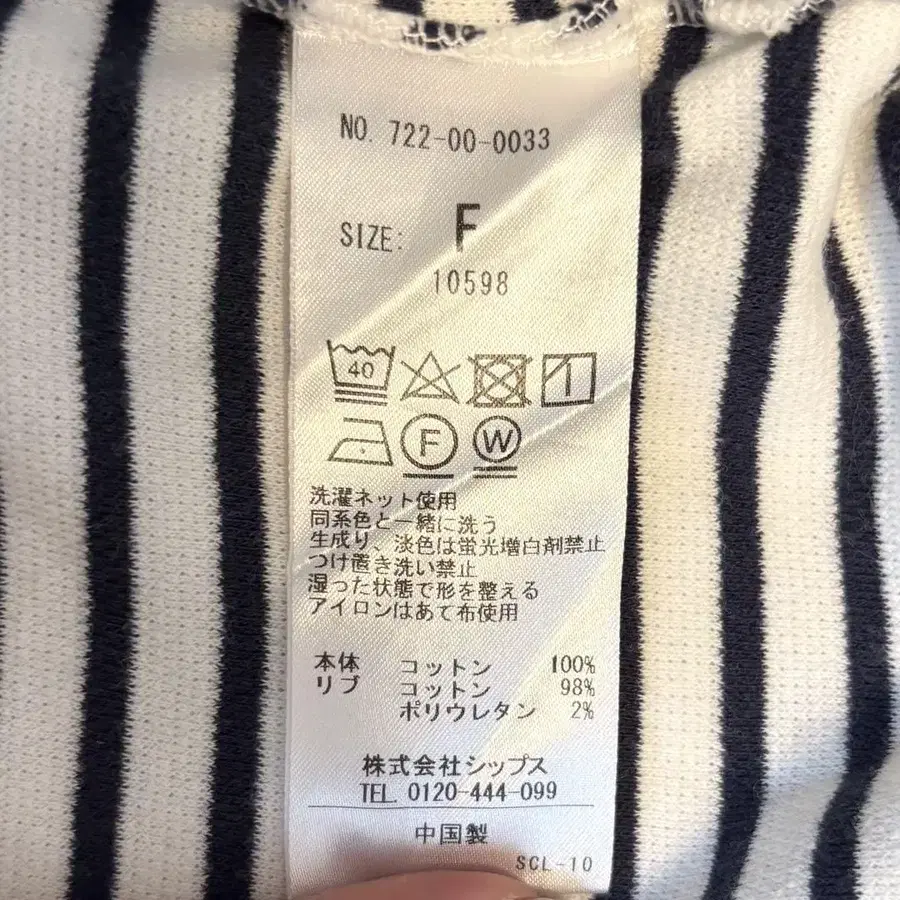 NO. 722-00-0033
SIZE: F
10598
40
F W
洗濯ネット使用
同系色と一緒に洗う
生成り、淡色は蛍光増白剤禁止
つけ置き洗い禁止
湿った状態で形を整える
アイロンはあて布使用
本体 コットン 100%
リブ コットン 98%
ポリウレタン 2%
株式会社シップス
TEL. 0120-444-099
中国製
SCL-10